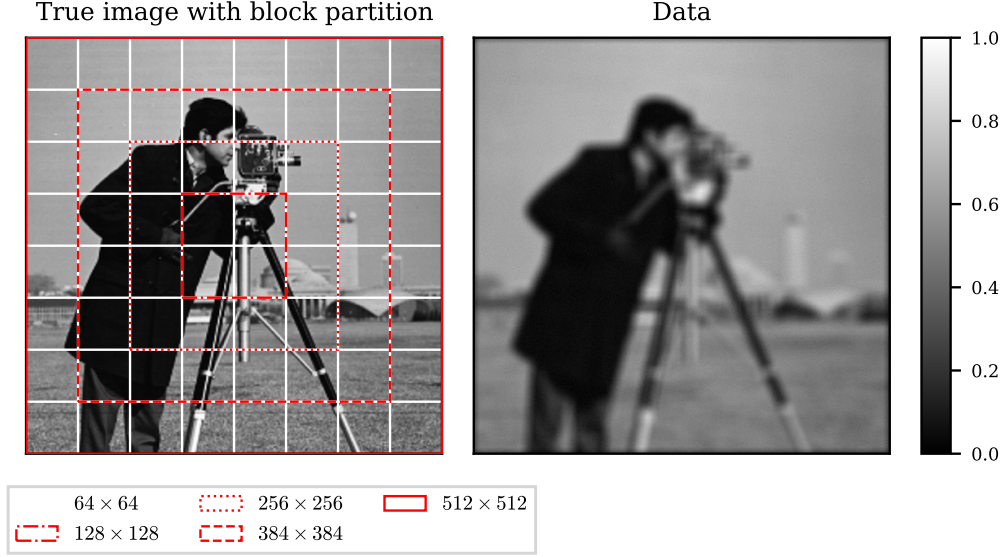 True image with block partition
Data
1.0
0.8
0.6
0.4
0.2
0.0
64 × 64
256 × 256
512 × 512
128 × 128
384 × 384